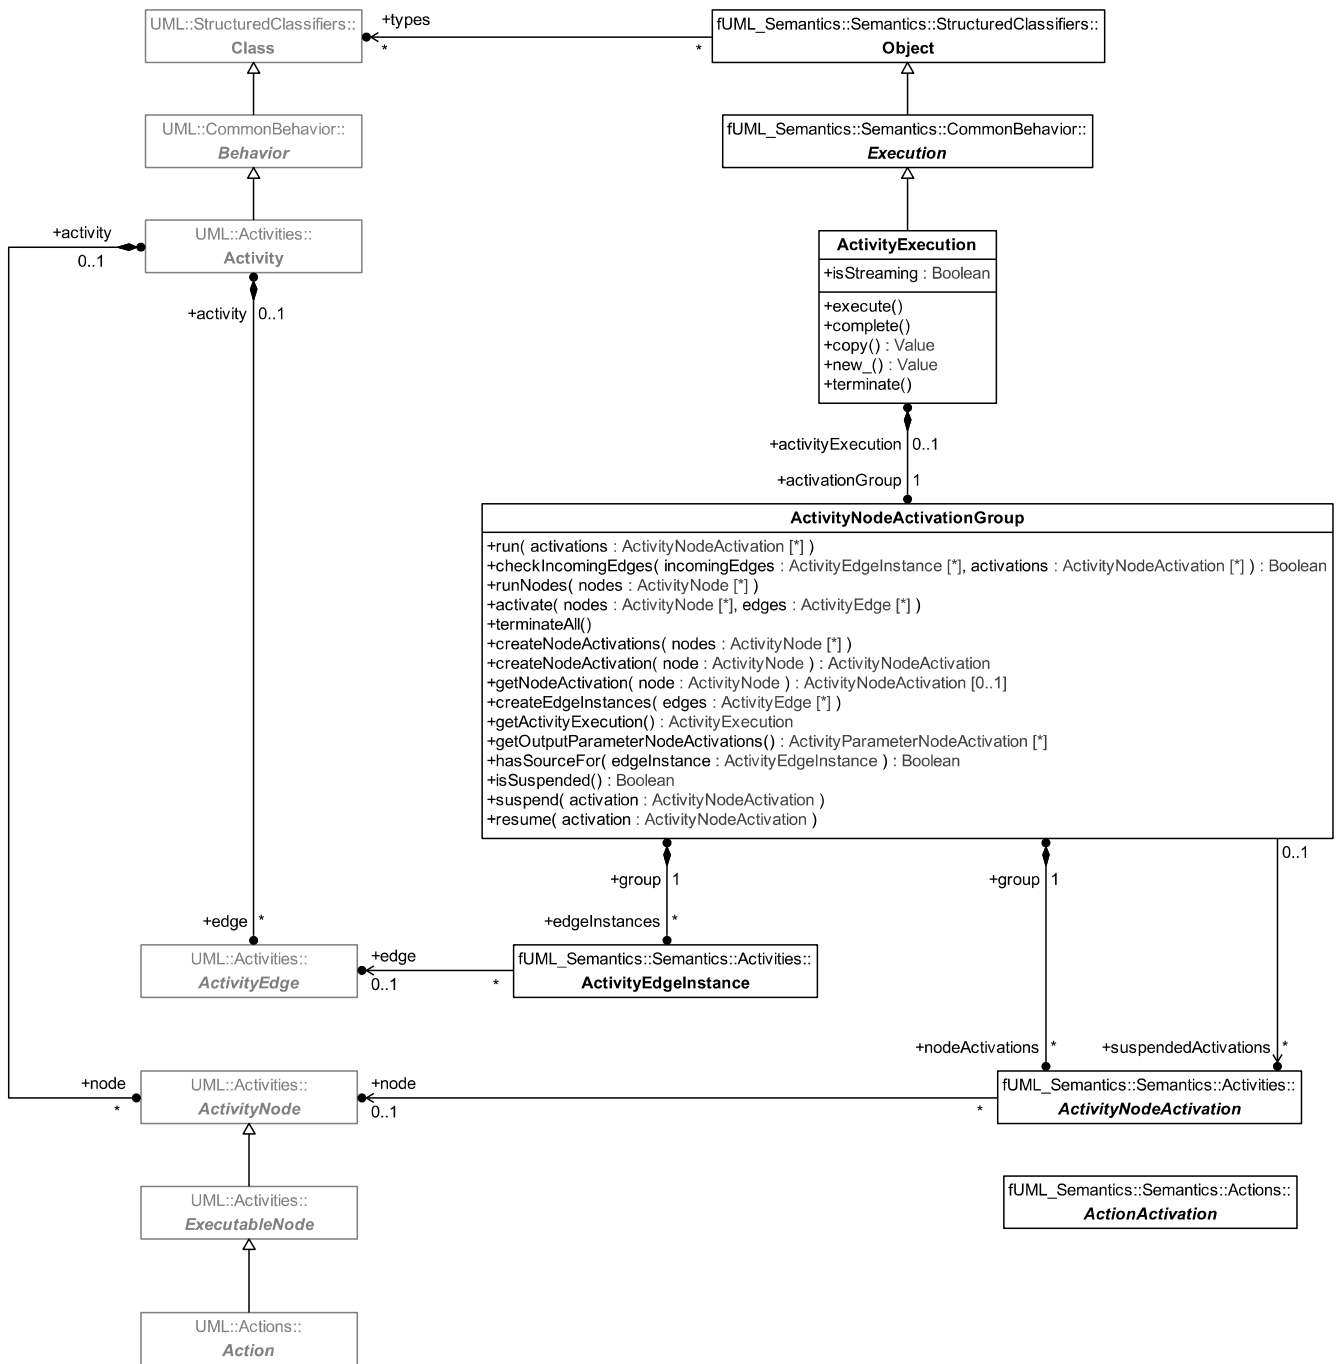 UML::StructuredClassifiers::
Class
+types
*
*
fUML_Semantics::Semantics::StructuredClassifiers::
Object
UML::CommonBehavior::
Behavior
fUML_Semantics::Semantics::CommonBehavior::
Execution
+activity
0..1
UML::Activities::
Activity
+activity
0..1
ActivityExecution
+isStreaming : Boolean
+execute()
+complete()
+copy() : Value
+new_() : Value
+terminate()
+activityExecution
0..1
+activationGroup
1
ActivityNodeActivationGroup
+run( activations : ActivityNodeActivation [*] )
+checkIncomingEdges( incomingEdges : ActivityEdgeInstance [*], activations : ActivityNodeActivation [*] ) : Boolean
+runNodes( nodes : ActivityNode [*] )
+activate( nodes : ActivityNode [*], edges : ActivityEdge [*] )
+terminateAll()
+createNodeActivations( nodes : ActivityNode [*] )
+createNodeActivation( node : ActivityNode ) : ActivityNodeActivation
+getNodeActivation( node : ActivityNode ) : ActivityNodeActivation [0..1]
+createEdgeInstances( edges : ActivityEdge [*] )
+getActivityExecution() : ActivityExecution
+getOutputParameterNodeActivations() : ActivityParameterNodeActivation [*]
+hasSourceFor( edgeInstance : ActivityEdgeInstance ) : Boolean
+isSuspended() : Boolean
+suspend( activation : ActivityNodeActivation )
+resume( activation : ActivityNodeActivation )
+group
1
+group
1
0..1
+edge
*
+edgeInstances
*
UML::Activities::
ActivityEdge
+edge
0..1
*
fUML_Semantics::Semantics::Activities::
ActivityEdgeInstance
+nodeActivations
*
+suspendedActivations
*
+node
*
UML::Activities::
ActivityNode
+node
0..1
*
fUML_Semantics::Semantics::Activities::
ActivityNodeActivation
UML::Activities::
ExecutableNode
fUML_Semantics::Semantics::Actions::
ActionActivation
UML::Actions::
Action